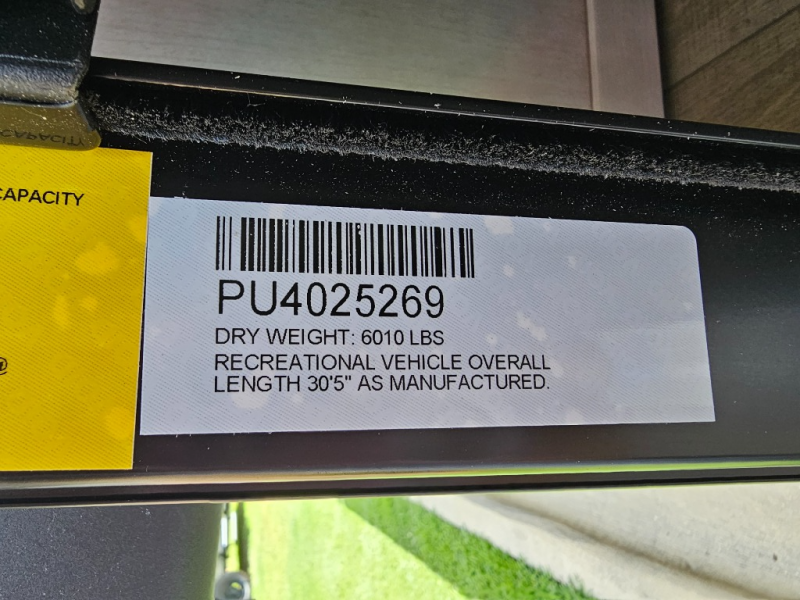 CAPACITY
@
PU4025269
DRY WEIGHT: 6010 LBS
RECREATIONAL VEHICLE OVERALL
LENGTH 30'5" AS MANUFACTURED.